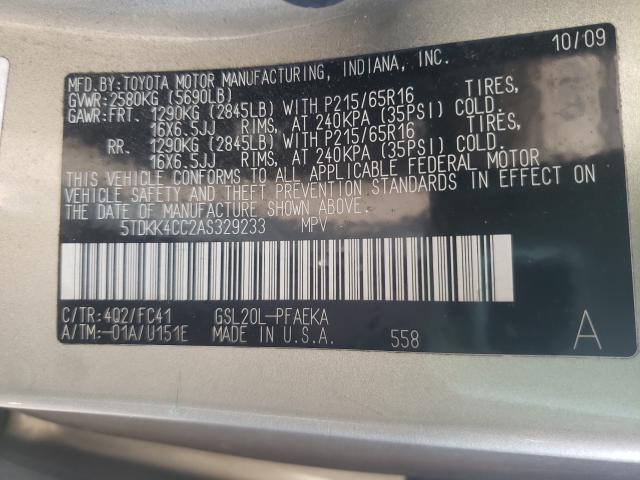 10/09
MFD. BY: TOYOTA MOTOR MANUFACTURING, INDIANA, INC.
GVWR: 2580KG (5690LB)
GAWR: FRT. 1290KG (2845LB) WITH P215/65R16 TIRES,
16X6.5JJ RIMS, AT 240KPA (35PSI) COLD.
RR. 1290KG (2845LB) WITH P215/65R16 TIRES,
16X6.5JJ RIMS, AT 240KPA (35PSI) COLD.
THIS VEHICLE CONFORMS TO ALL APPLICABLE FEDERAL MOTOR
VEHICLE SAFETY AND THEFT PREVENTION STANDARDS IN EFFECT ON
THE DATE OF MANUFACTURE SHOWN ABOVE.
5TDKK4CC2AS329233 MPV
C/TR: 4Q2/FC41 GSL20L-PFAEKA
A/TM: -01A/U151E MADE IN U.S.A. 558 A